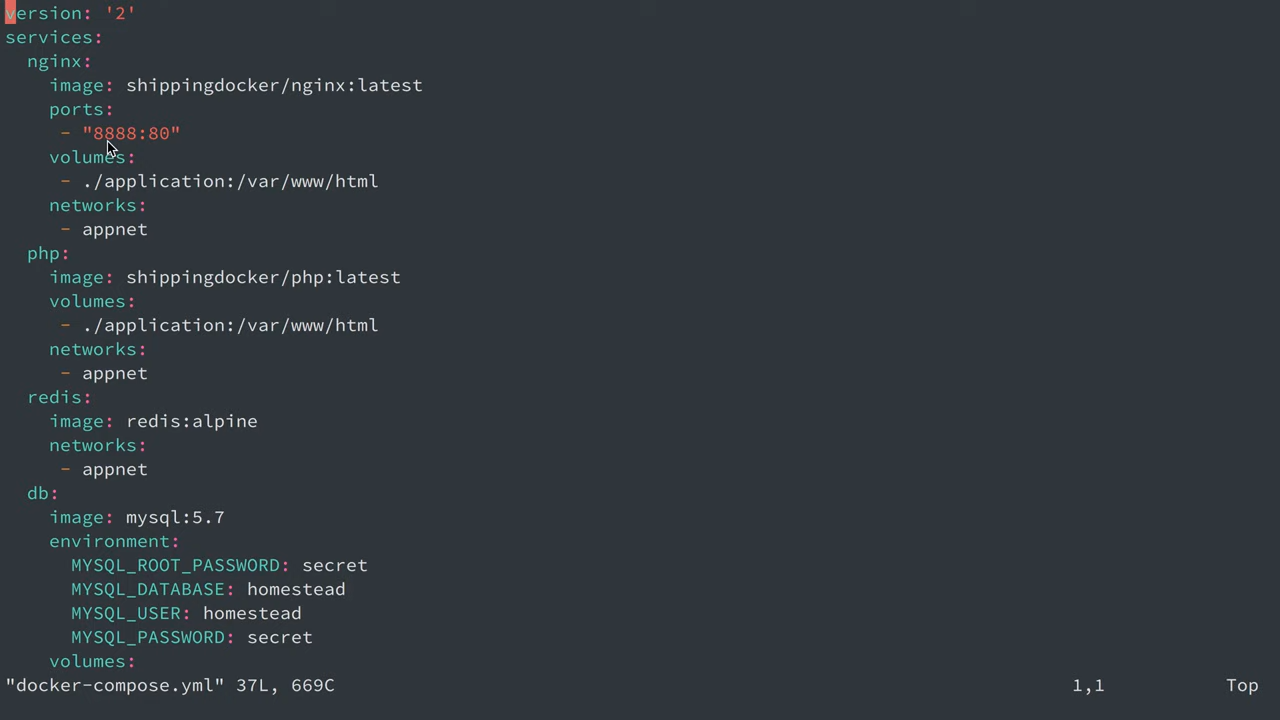 version: '2'
services:
  nginx:
    image: shippingdocker/nginx:latest
    ports:
     - "8888:80"
    volumes:
     - ./application:/var/www/html
    networks:
     - appnet
  php:
    image: shippingdocker/php:latest
    volumes:
     - ./application:/var/www/html
    networks:
     - appnet
  redis:
    image: redis:alpine
    networks:
     - appnet
  db:
    image: mysql:5.7
    environment:
      MYSQL_ROOT_PASSWORD: secret
      MYSQL_DATABASE: homestead
      MYSQL_USER: homestead
      MYSQL_PASSWORD: secret
    volumes:
"docker-compose.yml" 37L, 669C 1,1 Top